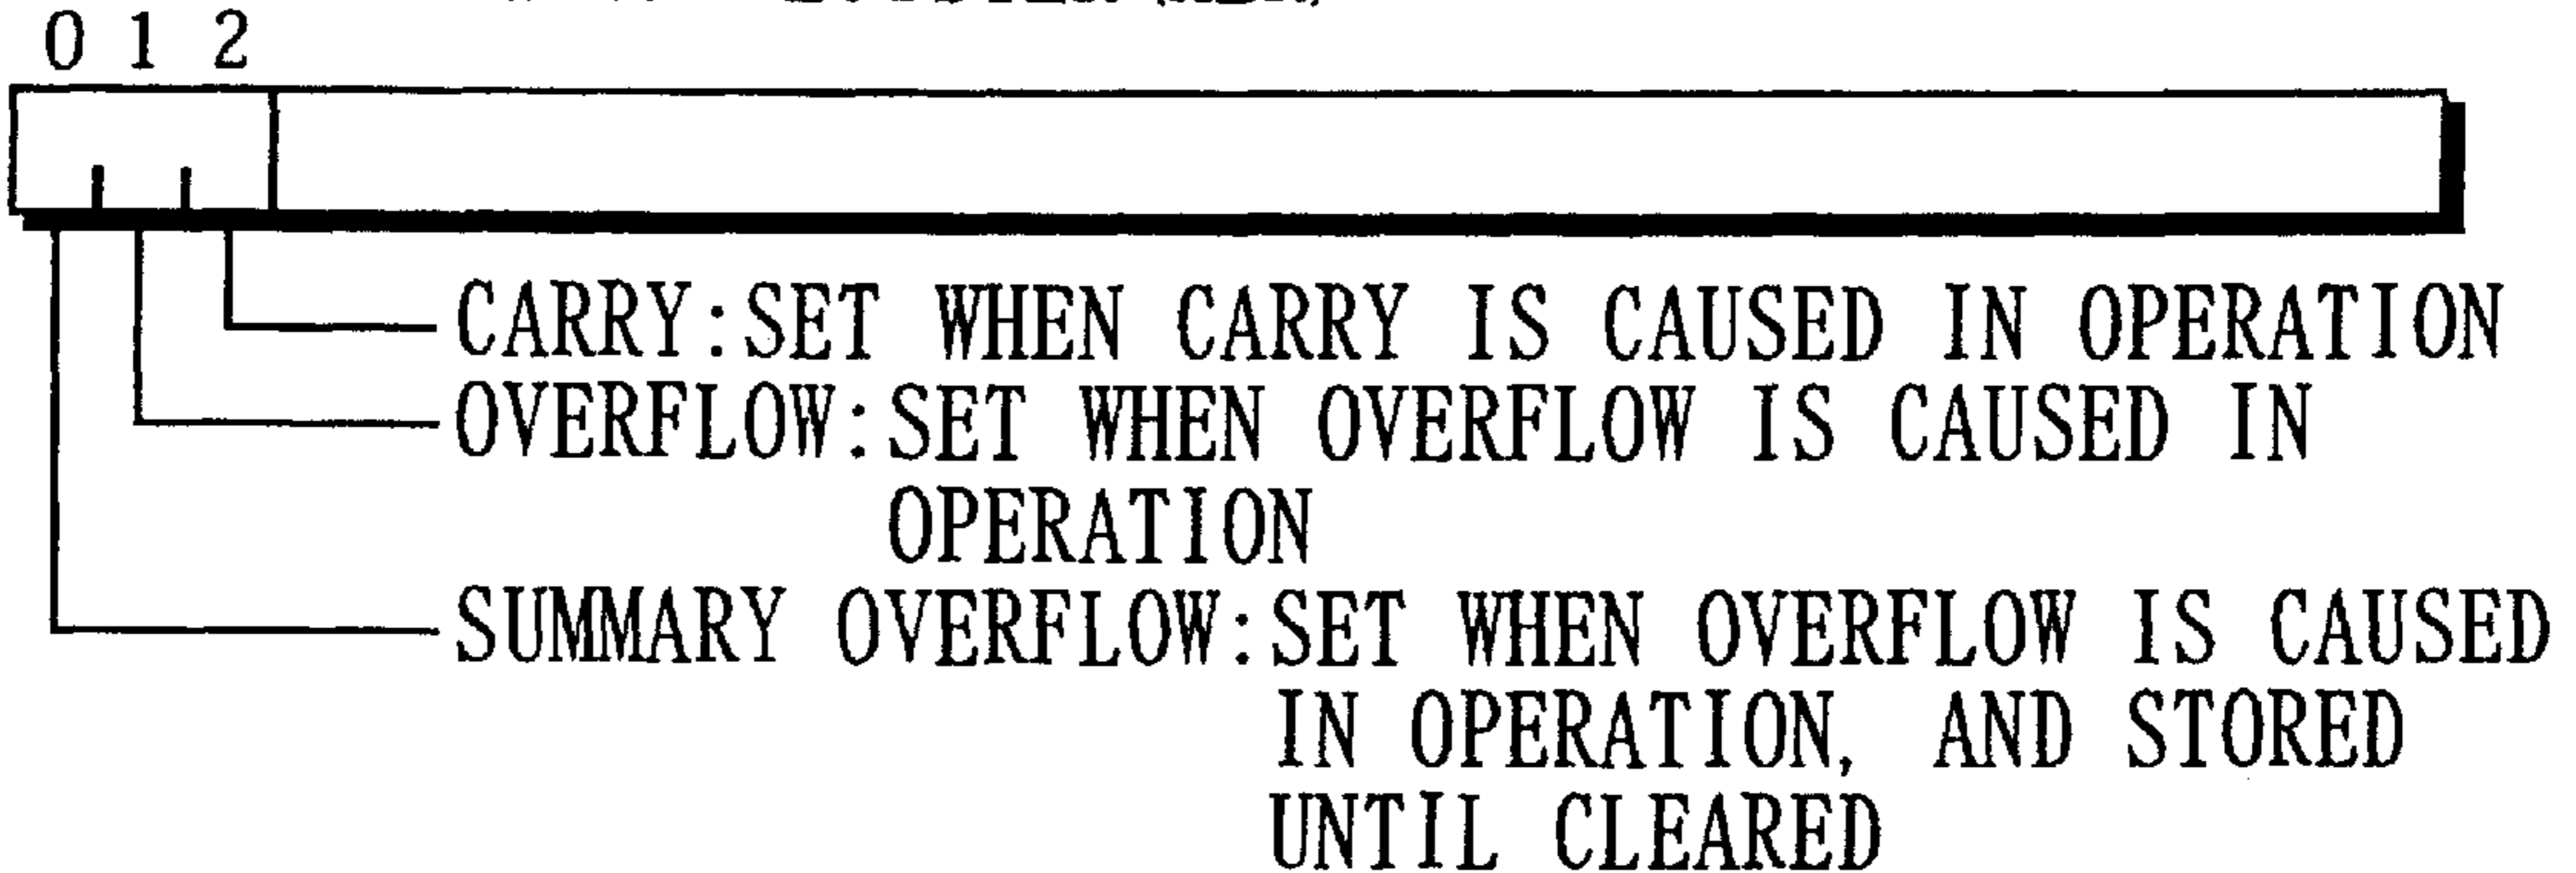 0 1 2
CARRY:SET WHEN CARRY IS CAUSED IN OPERATION
OVERFLOW:SET WHEN OVERFLOW IS CAUSED IN
OPERATION
SUMMARY OVERFLOW:SET WHEN OVERFLOW IS CAUSED
IN OPERATION, AND STORED
UNTIL CLEARED